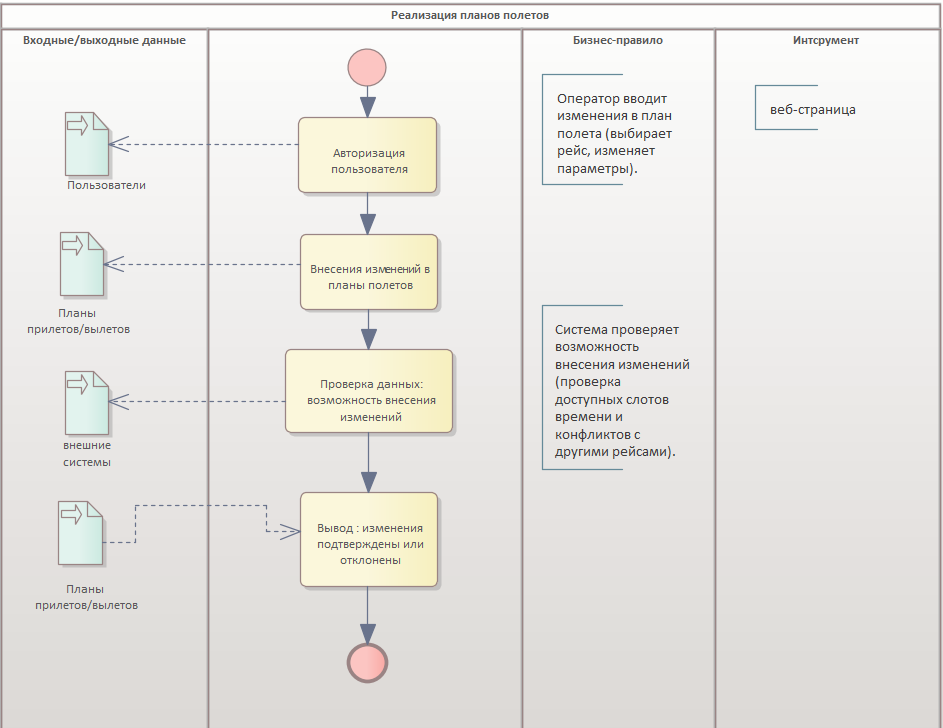 Реализация планов полетов
Входные/выходные данные
Бизнес-правило
Интсрумент
Оператор вводит
изменения в план
полета (выбирает
рейс, изменяет
параметры).
веб-страница
Авторизация
пользователя
Пользователи
Внесения изменений в
планы полетов
Планы
прилетов/вылетов
Система проверяет
возможность
внесения изменений
(проверка
доступных слотов
времени и
конфликтов с
другими рейсами).
Проверка данных:
возможность внесения
изменений
внешние
системы
Вывод : изменения
подтверждены или
отклонены
Планы
прилетов/вылетов